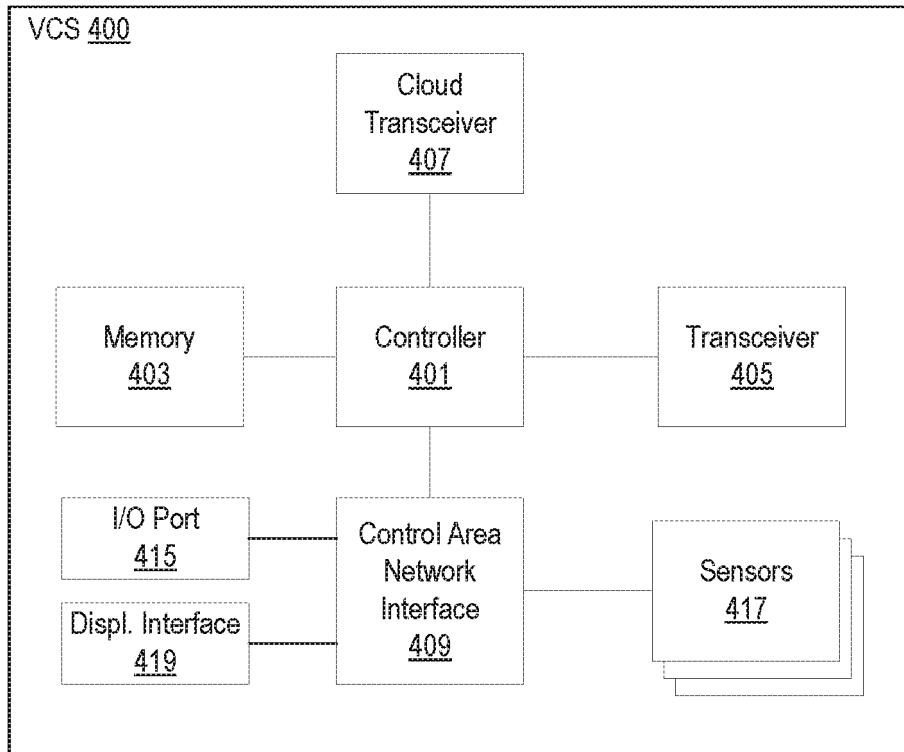 VCS 400
Cloud
Transceiver
407
Memory
403
Controller
401
Transceiver
405
I/O Port
415
Control Area
Network
Interface
409
Sensors
417
Displ. Interface
419